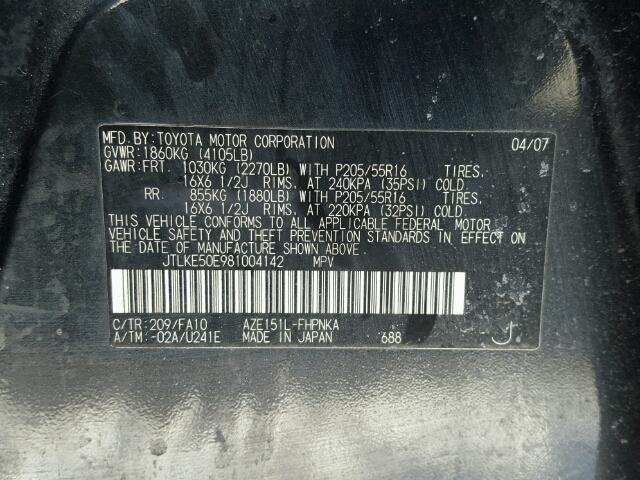 MFD.BY:TOYOTA MOTOR CORPORATION 04/07
GVWR:1860KG (4105LB)
GAWR:FRT. 1030KG (2270LB) WITH P205/55R16 TIRES,
16X6 1/2J RIMS, AT 240KPA (35PSI) COLD
RR 855KG (1880LB) WITH P205/55R16 TIRES,
16X6 1/2J RIMS, AT 220KPA (32PSI) COLD
THIS VEHICLE CONFORMS TO ALL APPLICABLE FEDERAL MOTOR
VEHICLE SAFETY AND THEFT PREVENTION STANDARDS IN EFFECT ON
THE DATE OF MANUFACTURE SHOWN ABOVE.
JTLKE50E981004142 MPV
C/TR:209/FA10 AZE151L-FHPNKA
A/TM:-02A/U241E MADE IN JAPAN 688 J